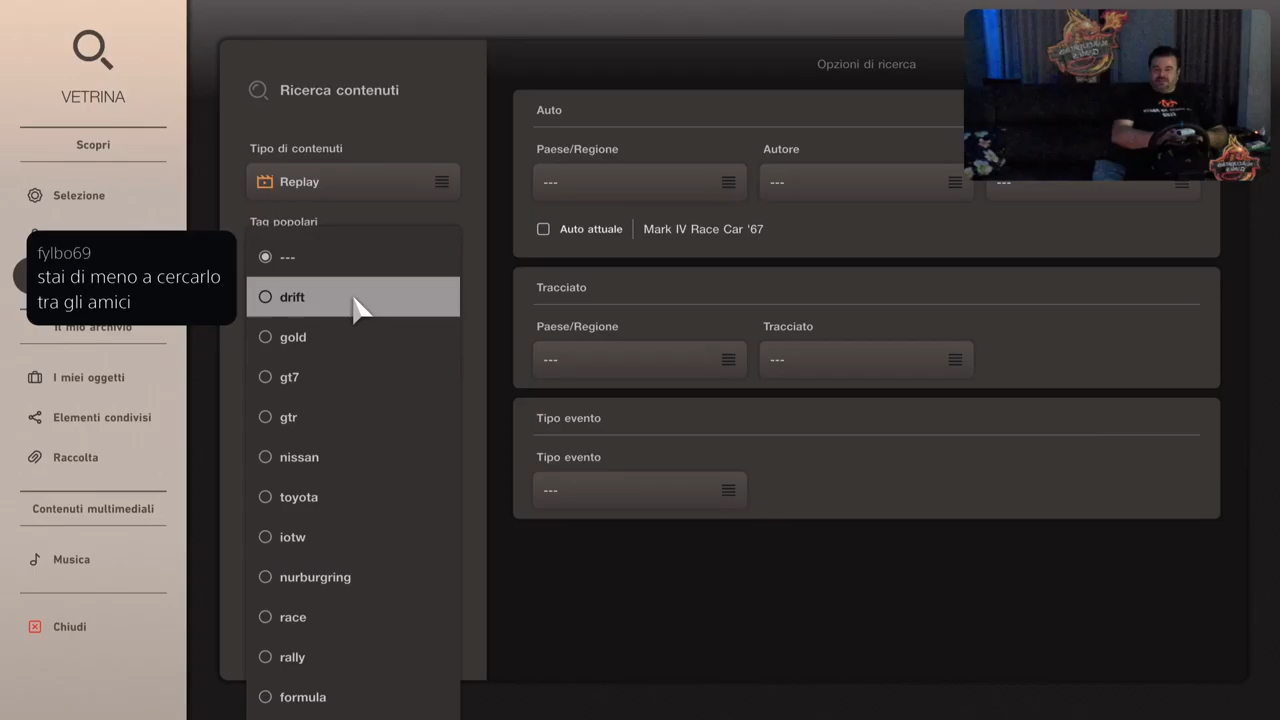 VETRINA
Scopri
Selezione
fylbo69
stai di meno a cercarlo
tra gli amici
Il mio archivio
I miei oggetti
Elementi condivisi
Raccolta
Contenuti multimediali
Musica
Chiudi
Ricerca contenuti
Tipo di contenuti
Replay
Tag popolari
---
drift
gold
gt7
gtr
nissan
toyota
iotw
nurburgring
race
rally
formula
Opzioni di ricerca
Auto
Paese/Regione
Autore
---
---
---
Auto attuale
Mark IV Race Car '67
Tracciato
Paese/Regione
Tracciato
---
---
Tipo evento
Tipo evento
---